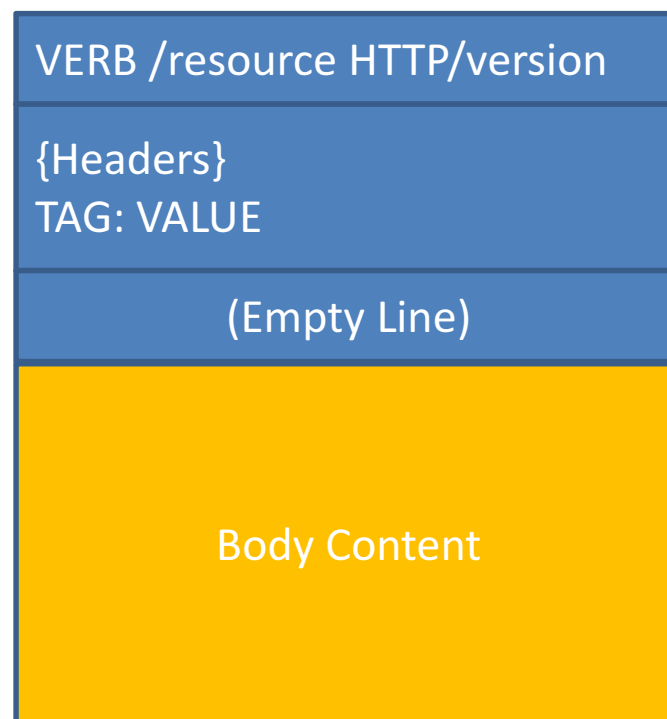 VERB /resource HTTP/version
{Headers}
TAG: VALUE
(Empty Line)
Body Content